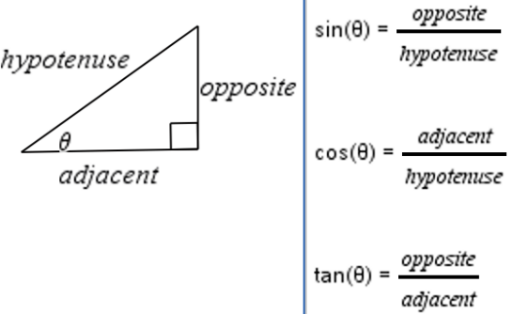 hypotenuse
opposite
θ
adjacent
sin(θ) = opposite
hypotenuse
cos(θ) = adjacent
hypotenuse
tan(θ) = opposite
adjacent